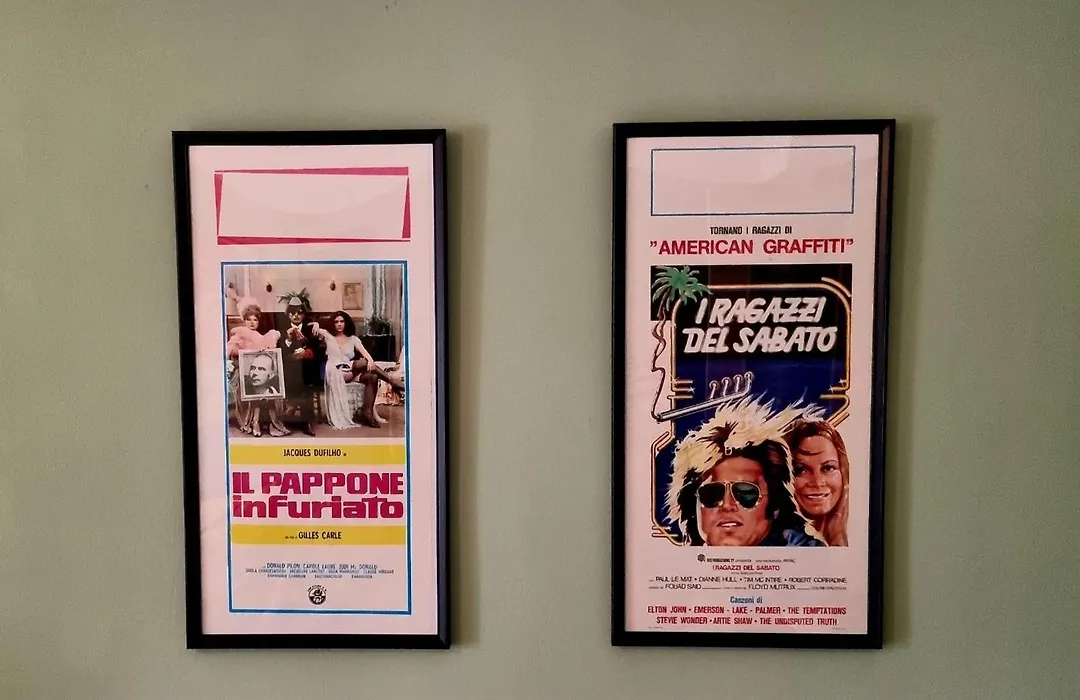 JACQUES DUFILHO
IL PAPPONE
infuriato
GILLES CARLE
DONALD PILON CAROLE LAURE
TORNANO I RAGAZZI DI
"AMERICAN GRAFFITI"
I RAGAZZI
DEL SABATO
I RAGAZZI DEL SABATO
PAUL LE MAT • DIANNE HULL • TIM MC INTIRE • ROBERT CORRADINE
FOUAD SAID FLOYD MUTRUX
Canzoni di
ELTON JOHN • EMERSON - LAKE - PALMER • THE TEMPTATIONS
STEVIE WONDER • ARTIE SHAW • THE UNDISPUTED TRUTH